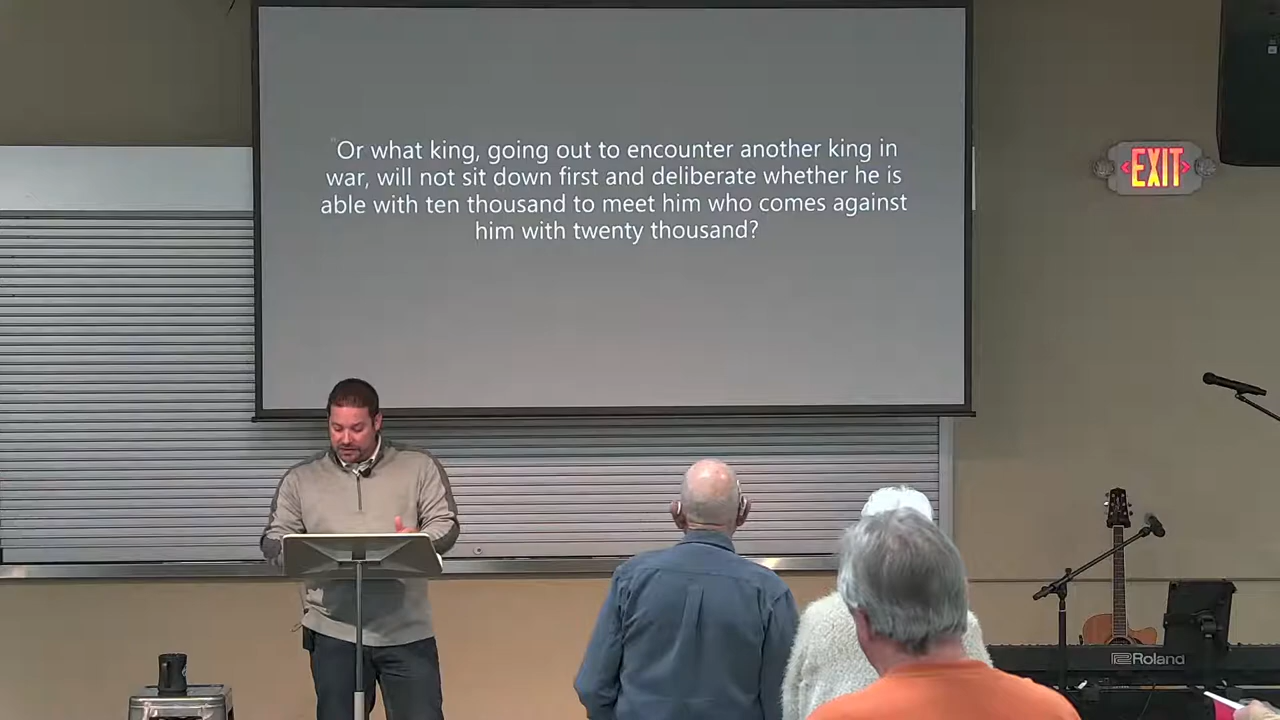 "Or what king, going out to encounter another king in
war, will not sit down first and deliberate whether he is
able with ten thousand to meet him who comes against
him with twenty thousand?
EXIT
Roland